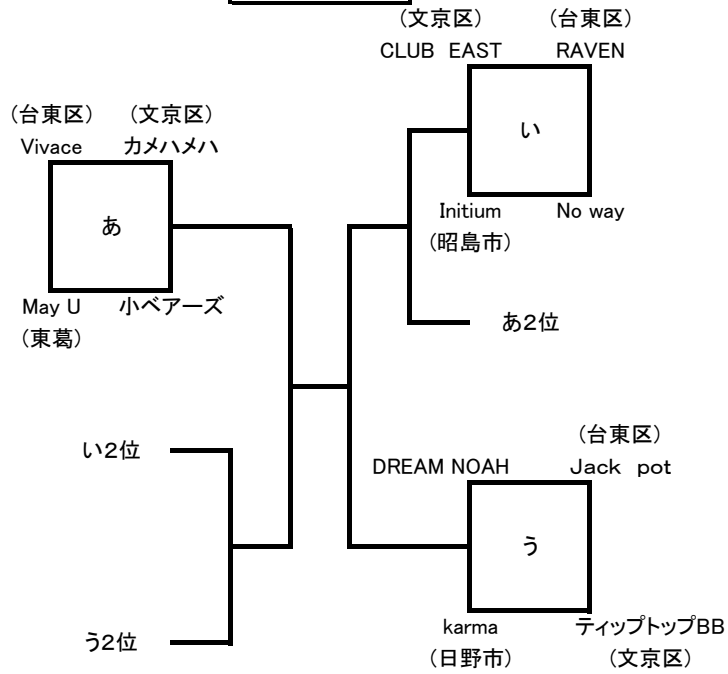 （文京区） （台東区）
CLUB EAST RAVEN
い
Initium No way
（昭島市）
あ２位
（台東区） （文京区）
Vivace カメハメハ
あ
May U 小ベアーズ
（東葛）
い２位
う２位
（台東区）
DREAM NOAH Jack pot
う
karma ティップトップBB
（日野市） （文京区）